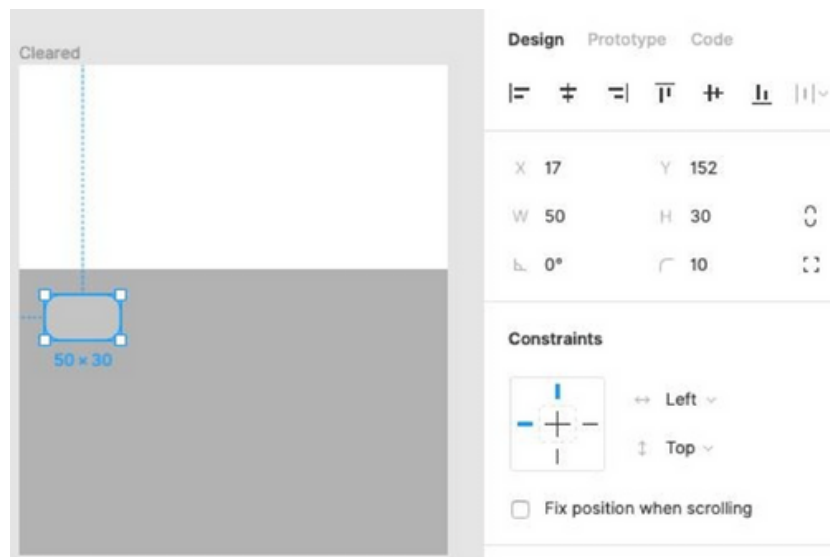 Cleared
50 × 30
Design Prototype Code
X 17 Y 152
W 50 H 30
0° 10
Constraints
Left
Top
Fix position when scrolling